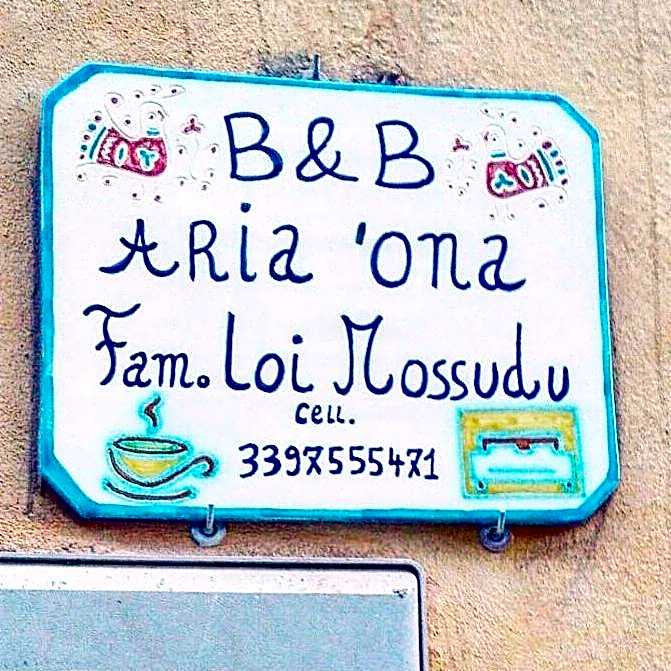 B&B
ARia 'ona
Fam. Loi Mossudu
Cell.
3397555471